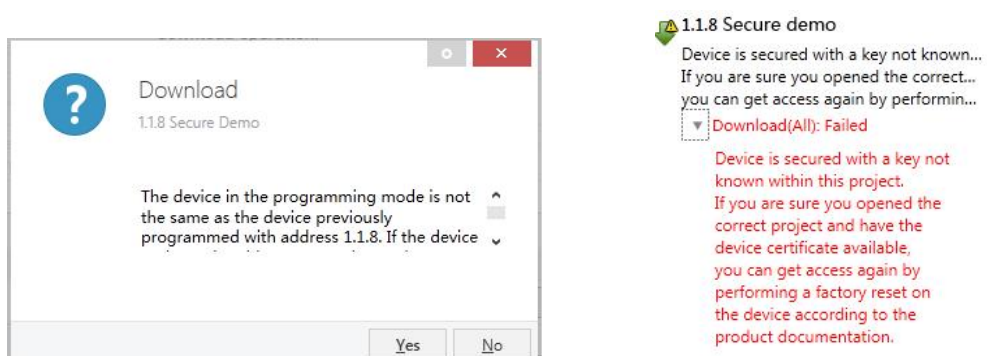 Download
1.1.8 Secure Demo
The device in the programming mode is not
the same as the device previously
programmed with address 1.1.8. If the device
Yes
No
1.1.8 Secure demo
Device is secured with a key not known...
If you are sure you opened the correct...
you can get access again by performin...
Download(All): Failed
Device is secured with a key not
known within this project.
If you are sure you opened the
correct project and have the
device certificate available,
you can get access again by
performing a factory reset on
the device according to the
product documentation.